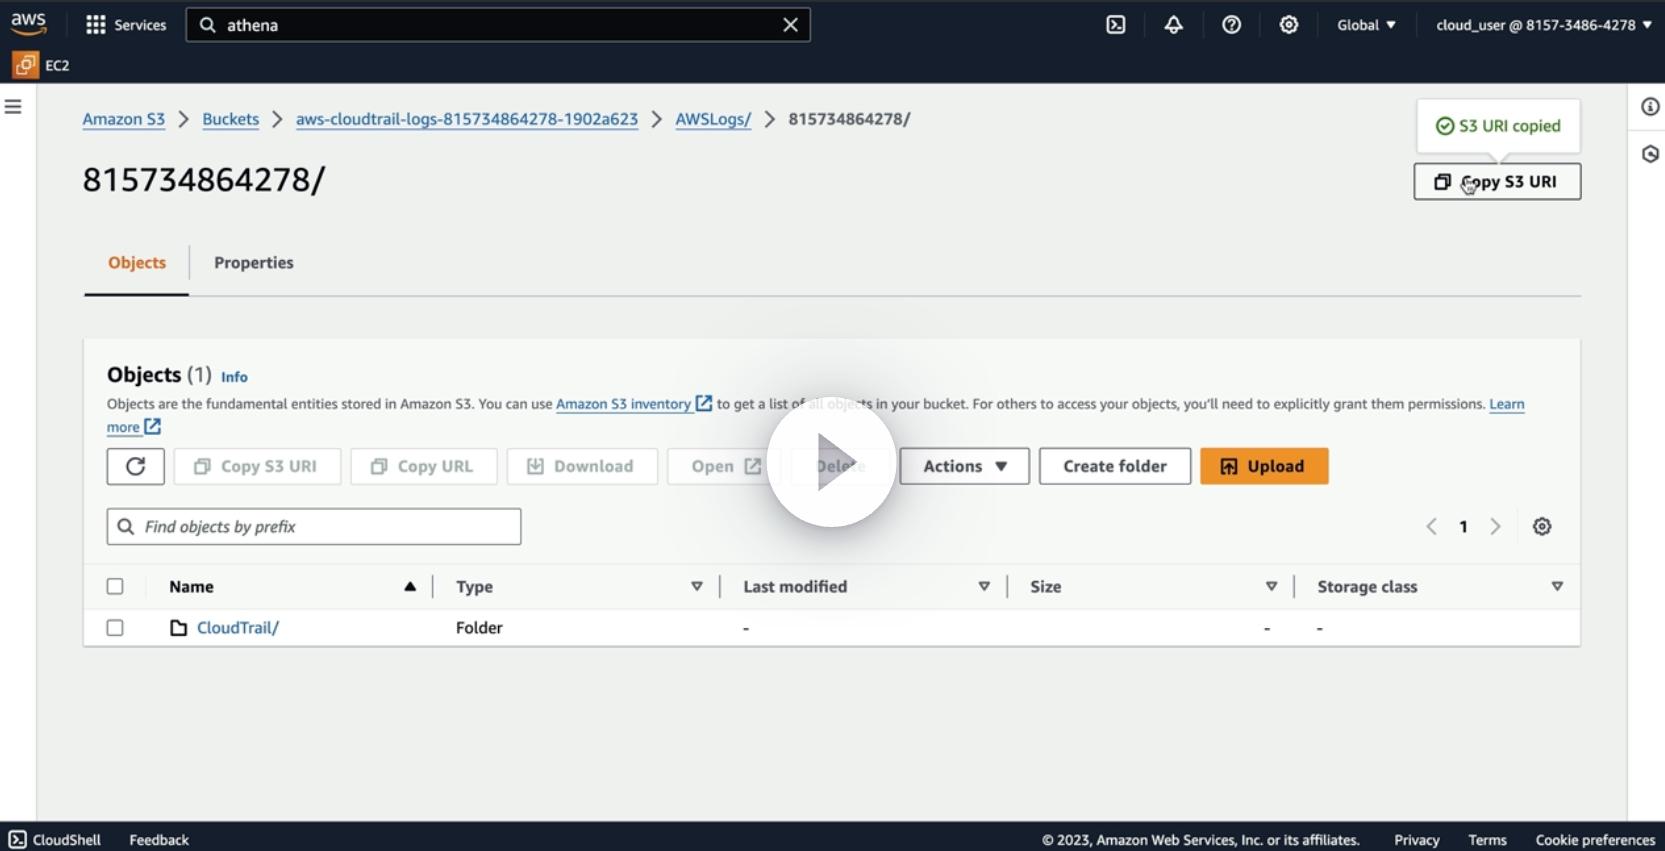 aws Services athena Global cloud_user @ 8157-3486-4278
EC2
Amazon S3 > Buckets > aws-cloudtrail-logs-815734864278-1902a623 > AWSLogs/ > 815734864278/
S3 URI copied
815734864278/
Copy S3 URI
Objects Properties
Objects (1) Info
Objects are the fundamental entities stored in Amazon S3. You can use Amazon S3 inventory to get a list of all objects in your bucket. For others to access your objects, you'll need to explicitly grant them permissions. Learn
more
Copy S3 URI Copy URL Download Open Delete Actions Create folder Upload
Find objects by prefix 1
Name Type Last modified Size Storage class
CloudTrail/ Folder - - -
CloudShell Feedback © 2023, Amazon Web Services, Inc. or its affiliates. Privacy Terms Cookie preferences